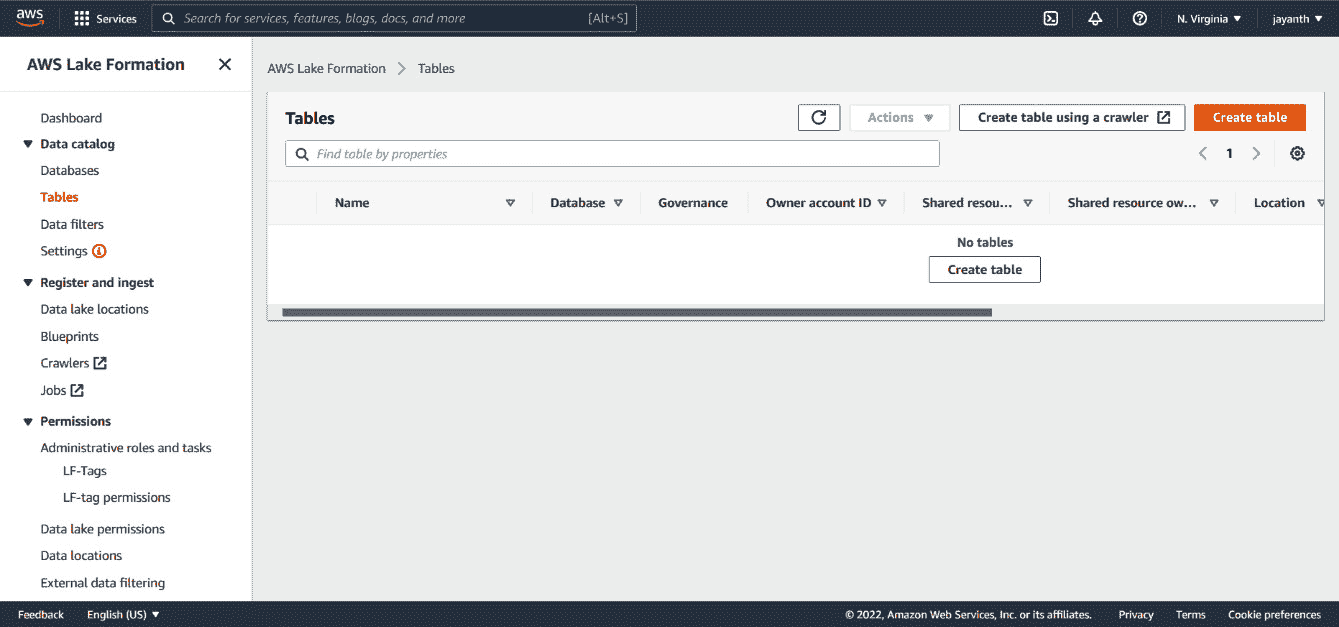 aws Services Search for services, features, blogs, docs, and more [Alt+S] N. Virginia jayanth
AWS Lake Formation
Dashboard
Data catalog
Databases
Tables
Data filters
Settings
Register and ingest
Data lake locations
Blueprints
Crawlers
Jobs
Permissions
Administrative roles and tasks
LF-Tags
LF-tag permissions
Data lake permissions
Data locations
External data filtering
AWS Lake Formation Tables
Tables Actions Create table using a crawler Create table
Find table by properties 1
Name Database Governance Owner account ID Shared resou... Shared resource ow... Location
No tables
Create table
Feedback English (US) © 2022, Amazon Web Services, Inc. or its affiliates. Privacy Terms Cookie preferences